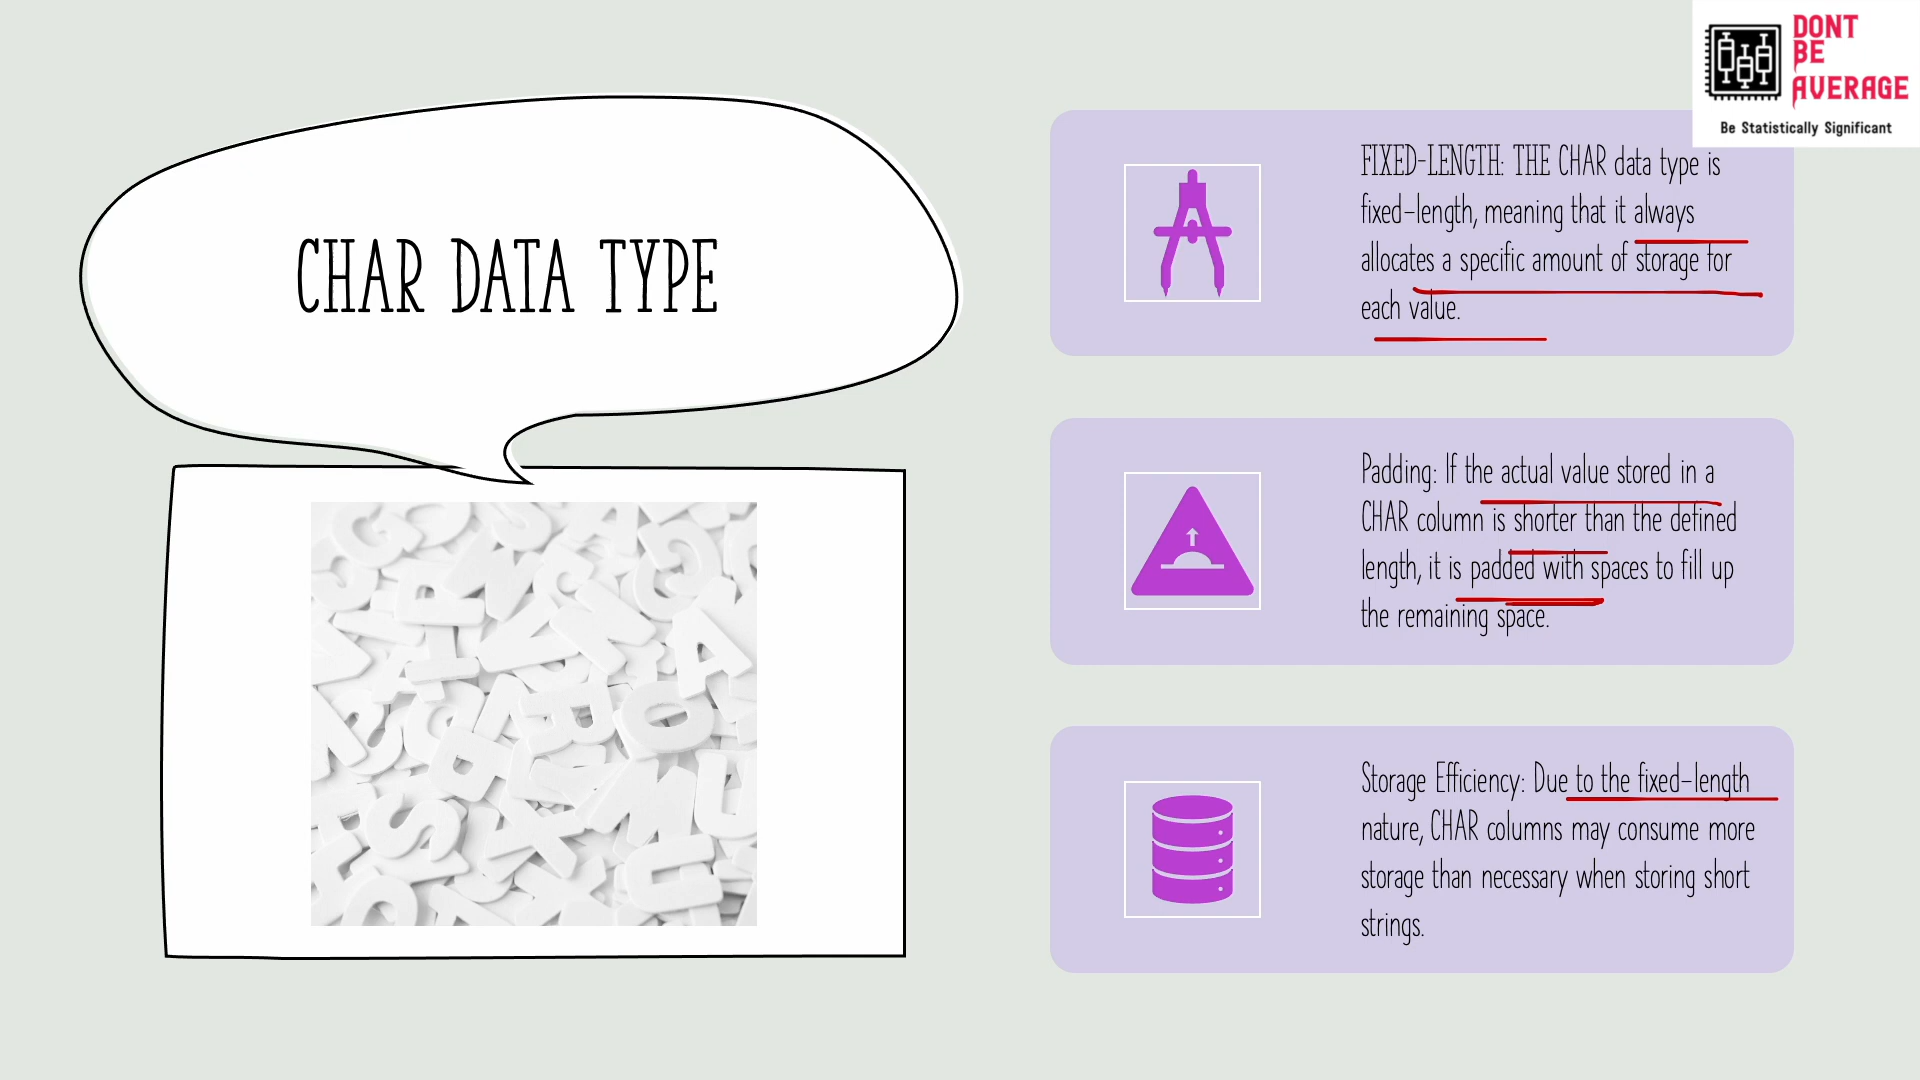 DONT
BE
AVERAGE
Be Statistically Significant
CHAR DATA TYPE
FIXED-LENGTH: THE CHAR data type is
fixed-length, meaning that it always
allocates a specific amount of storage for
each value.
Padding: If the actual value stored in a
CHAR column is shorter than the defined
length, it is padded with spaces to fill up
the remaining space.
Storage Efficiency: Due to the fixed-length
nature, CHAR columns may consume more
storage than necessary when storing short
strings.